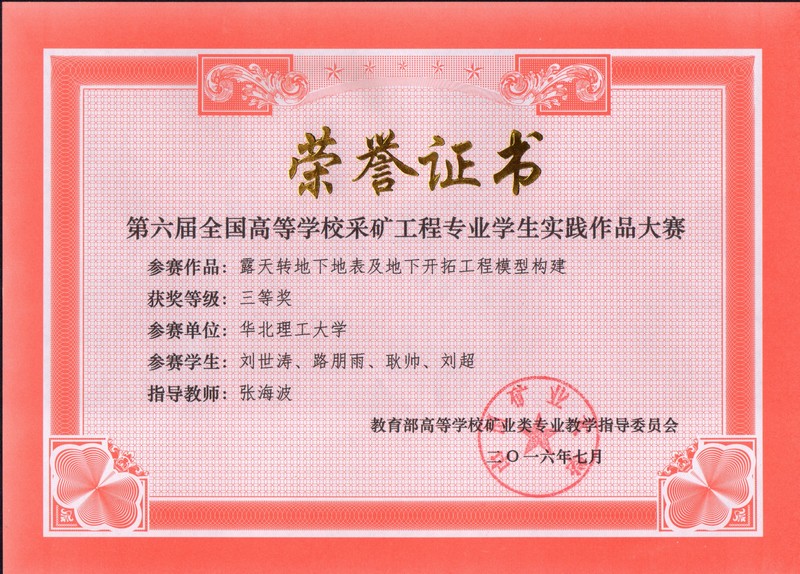 荣誉证书
第六届全国高等学校采矿工程专业学生实践作品大赛
参赛作品：露天转地下地表及地下开拓工程模型构建
获奖等级：三等奖
参赛单位：华北理工大学
参赛学生：刘世涛、路朋雨、耿帅、刘超
指导教师：张海波
教育部高等学校矿业类专业教学指导委员会
二〇一六年七月